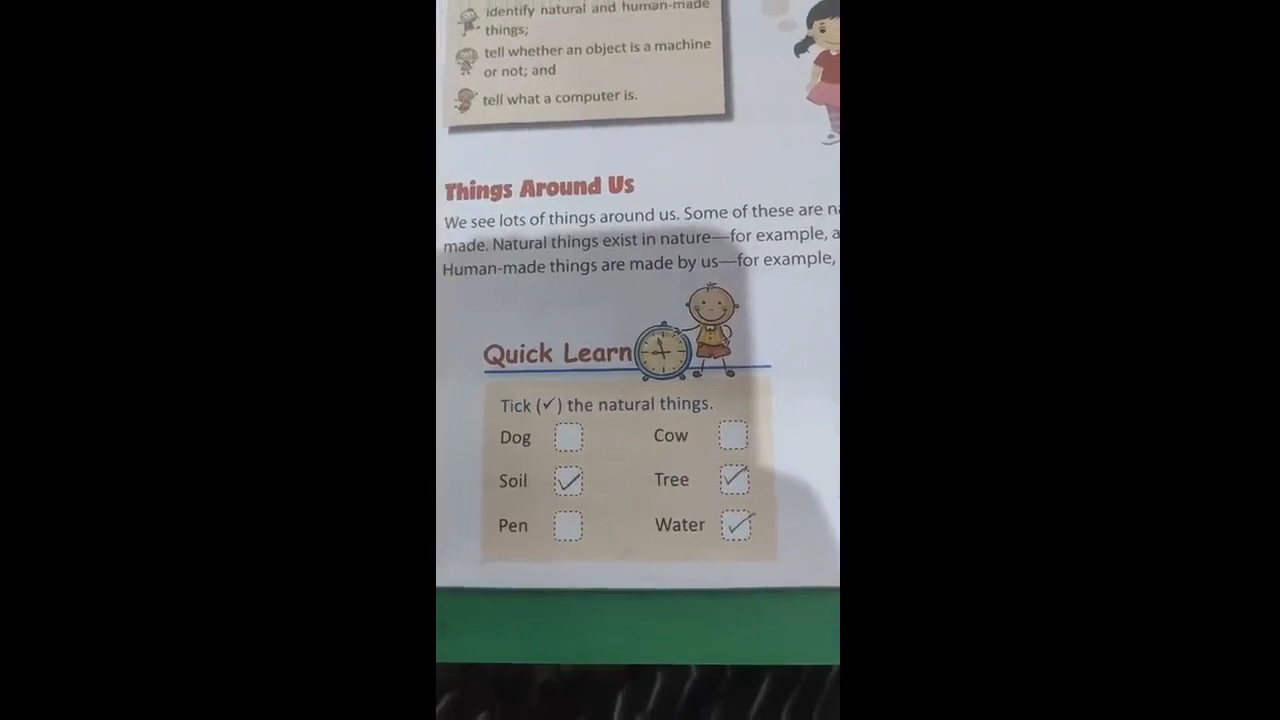 identify natural and human-made
things;
tell whether an object is a machine
or not; and
tell what a computer is.
Things Around Us
We see lots of things around us. Some of these are
made. Natural things exist in nature—for example,
Human-made things are made by us—for example,
Quick Learn
Tick (✓) the natural things.
Dog Cow
Soil ✓ Tree ✓
Pen Water ✓